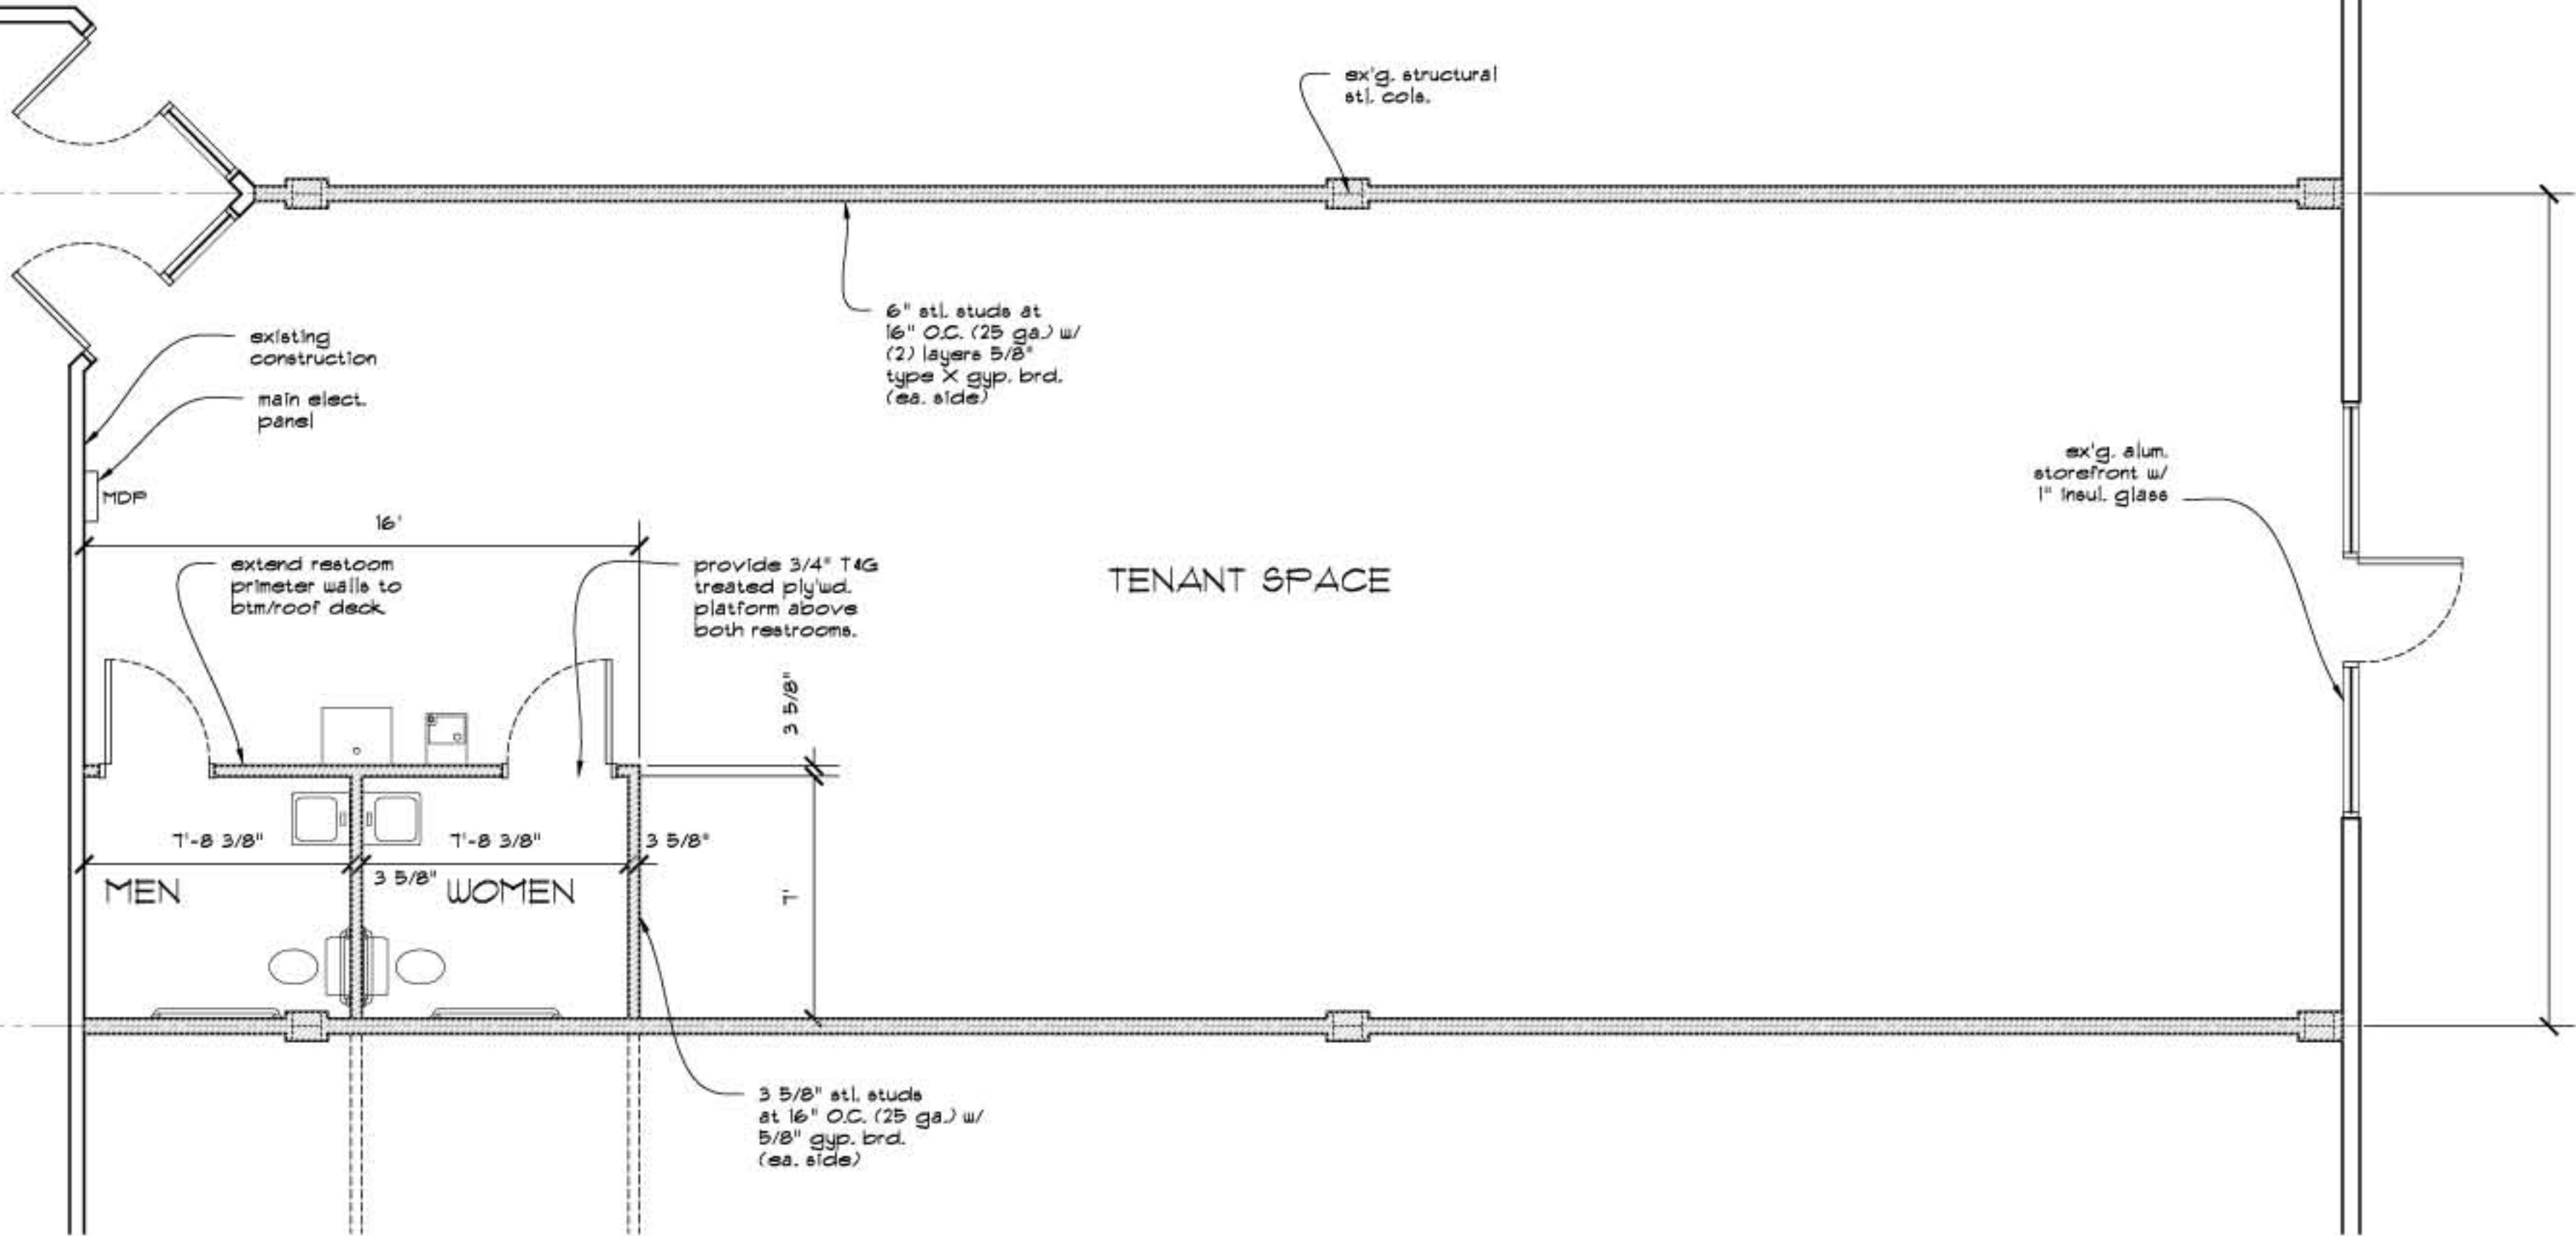 ex'g. structural
stl. cols.
6" stl. studs at
16" O.C. (25 ga.) w/
(2) layers 5/8"
type X gyp. brd.
(ea. side)
existing
construction
main elect.
panel
MDP
ex'g. alum.
storefront w/
1" insul. glass
16'
extend restoom
primeter walls to
btm/roof deck
provide 3/4" T&G
treated ply'wd.
platform above
both restrooms.
TENANT SPACE
3 5/8"
7'-8 3/8"
7'-8 3/8"
3 5/8"
3 5/8"
MEN
WOMEN
7'
3 5/8" stl. studs
at 16" O.C. (25 ga.) w/
5/8" gyp. brd.
(ea. side)